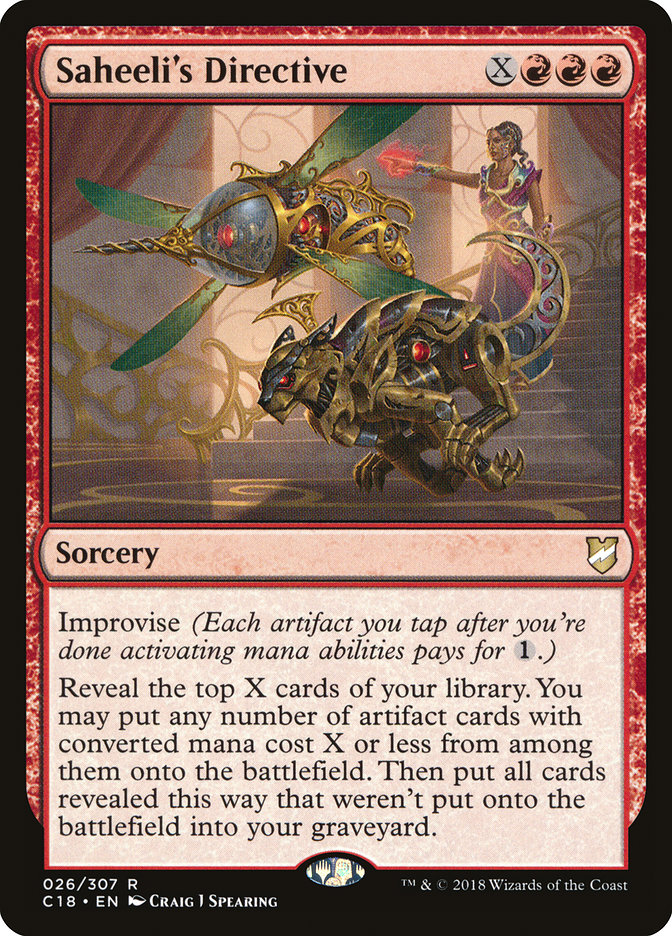 Saheeli's Directive X
Sorcery
Improvise (Each artifact you tap after you're
done activating mana abilities pays for 1.)
Reveal the top X cards of your library. You
may put any number of artifact cards with
converted mana cost X or less from among
them onto the battlefield. Then put all cards
revealed this way that weren't put onto the
battlefield into your graveyard.
026/307 R
C18 • EN Craig J Spearing
™ & © 2018 Wizards of the Coast